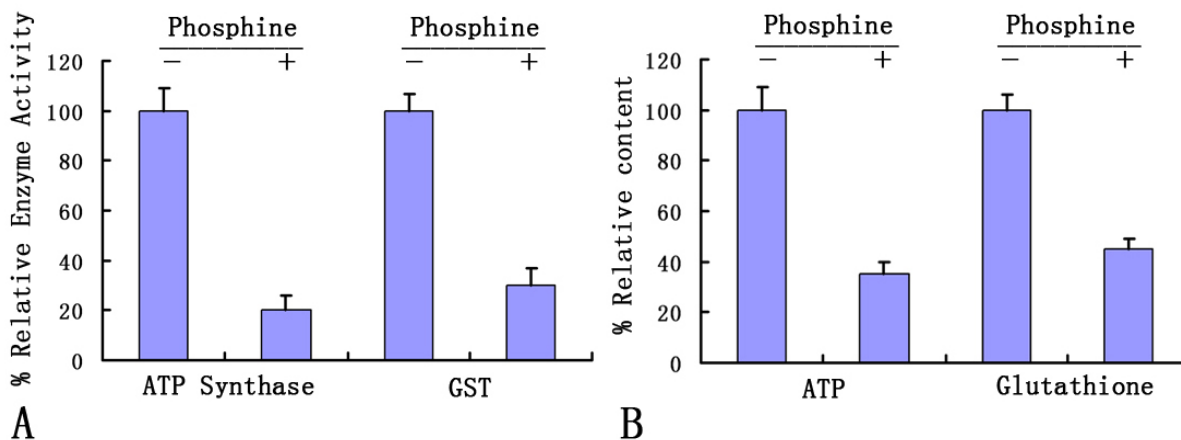 Phosphine Phosphine
− + − +
% Relative Enzyme Activity
120
100
80
60
40
20
0
ATP Synthase GST
A
Phosphine Phosphine
− + − +
% Relative content
120
100
80
60
40
20
0
ATP Glutathione
B